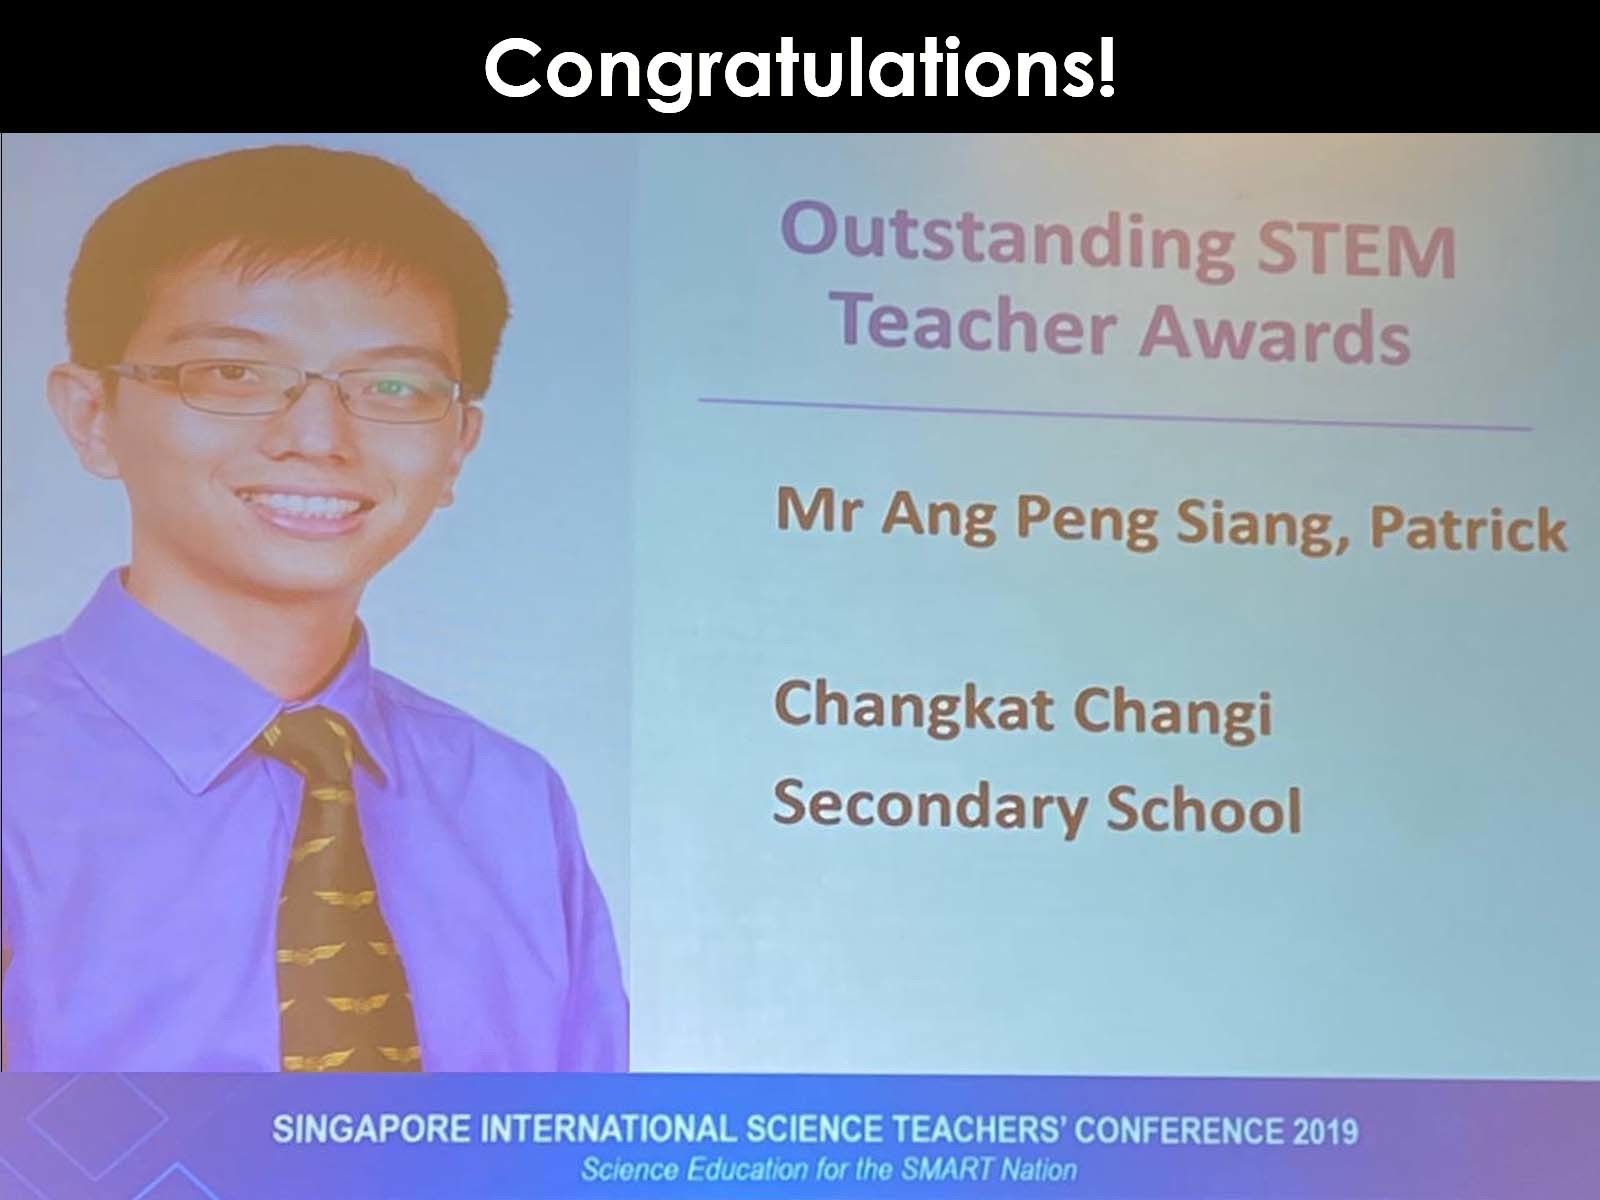 Congratulations!
Outstanding STEM
Teacher Awards
Mr Ang Peng Siang, Patrick
Changkat Changi
Secondary School
SINGAPORE INTERNATIONAL SCIENCE TEACHERS' CONFERENCE 2019
Science Education for the SMART Nation